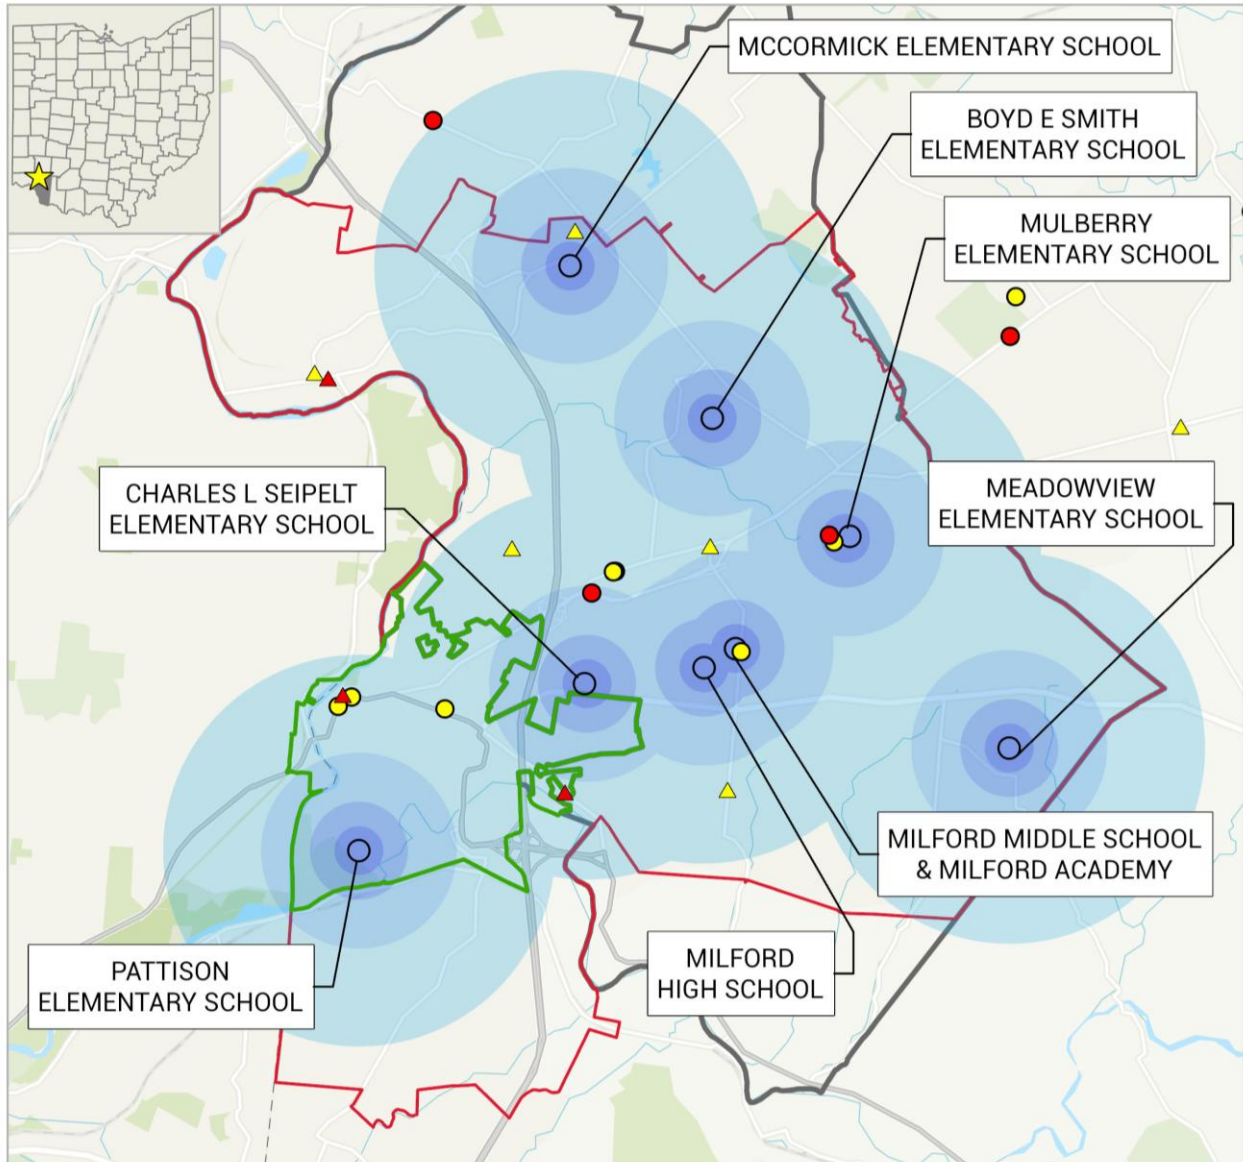 MCCORMICK ELEMENTARY SCHOOL
BOYD E SMITH
ELEMENTARY SCHOOL
MULBERRY
ELEMENTARY SCHOOL
CHARLES L SEIPELT
ELEMENTARY SCHOOL
MEADOWVIEW
ELEMENTARY SCHOOL
MILFORD MIDDLE SCHOOL
& MILFORD ACADEMY
PATTISON
ELEMENTARY SCHOOL
MILFORD
HIGH SCHOOL